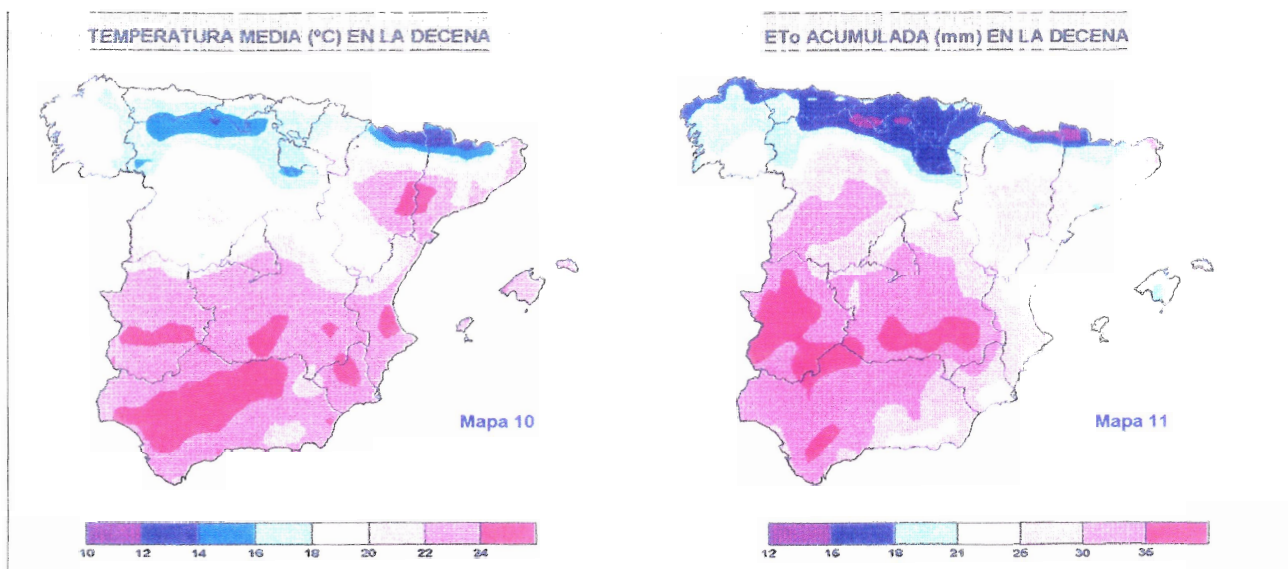 TEMPERATURA MEDIA (ºC) EN LA DECENA
ETo ACUMULADA (mm) EN LA DECENA
Mapa 10
Mapa 11
10 12 14 16 18 20 22 24
12 16 18 21 26 30 35